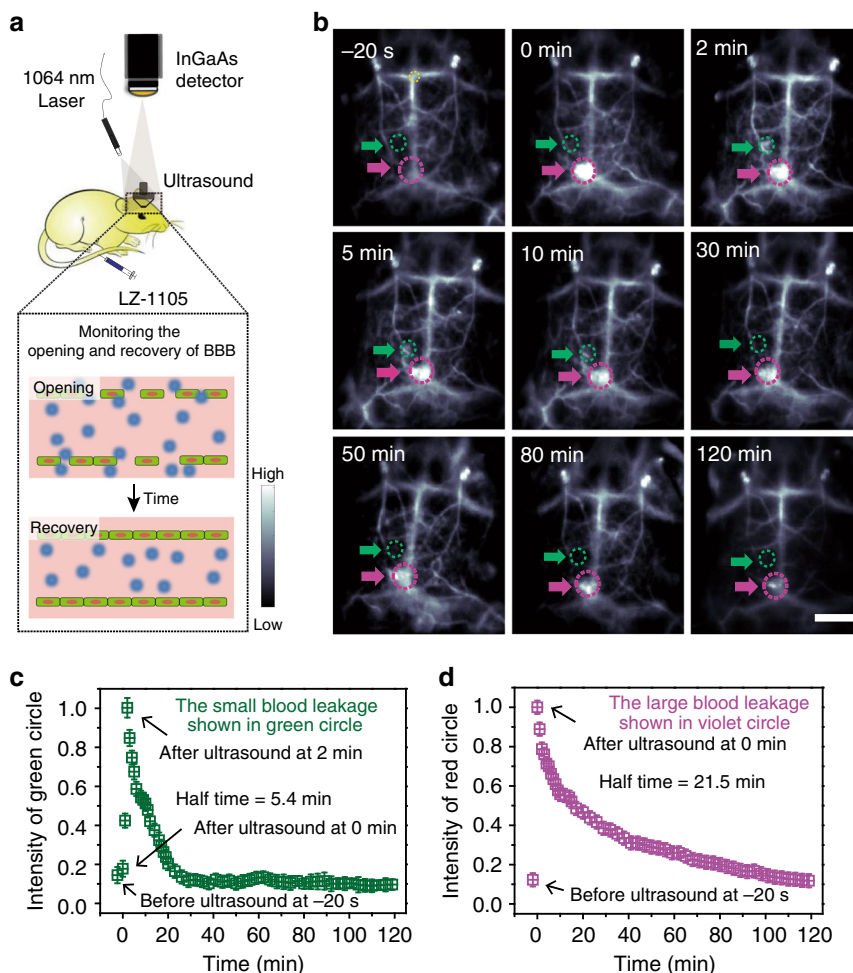 a
1064 nm
Laser
InGaAs
detector
Ultrasound
LZ-1105
Monitoring the
opening and recovery of BBB
Opening
Time
Recovery
High
Low
b
–20 s
0 min
2 min
5 min
10 min
30 min
50 min
80 min
120 min
c
Intensity of green circle
1.0
0.8
0.6
0.4
0.2
0.0
The small blood leakage
shown in green circle
After ultrasound at 2 min
Half time = 5.4 min
After ultrasound at 0 min
Before ultrasound at –20 s
0 20 40 60 80 100 120
Time (min)
d
Intensity of red circle
1.0
0.8
0.6
0.4
0.2
0.0
The large blood leakage
shown in violet circle
After ultrasound at 0 min
Half time = 21.5 min
Before ultrasound at –20 s
0 20 40 60 80 100 120
Time (min)